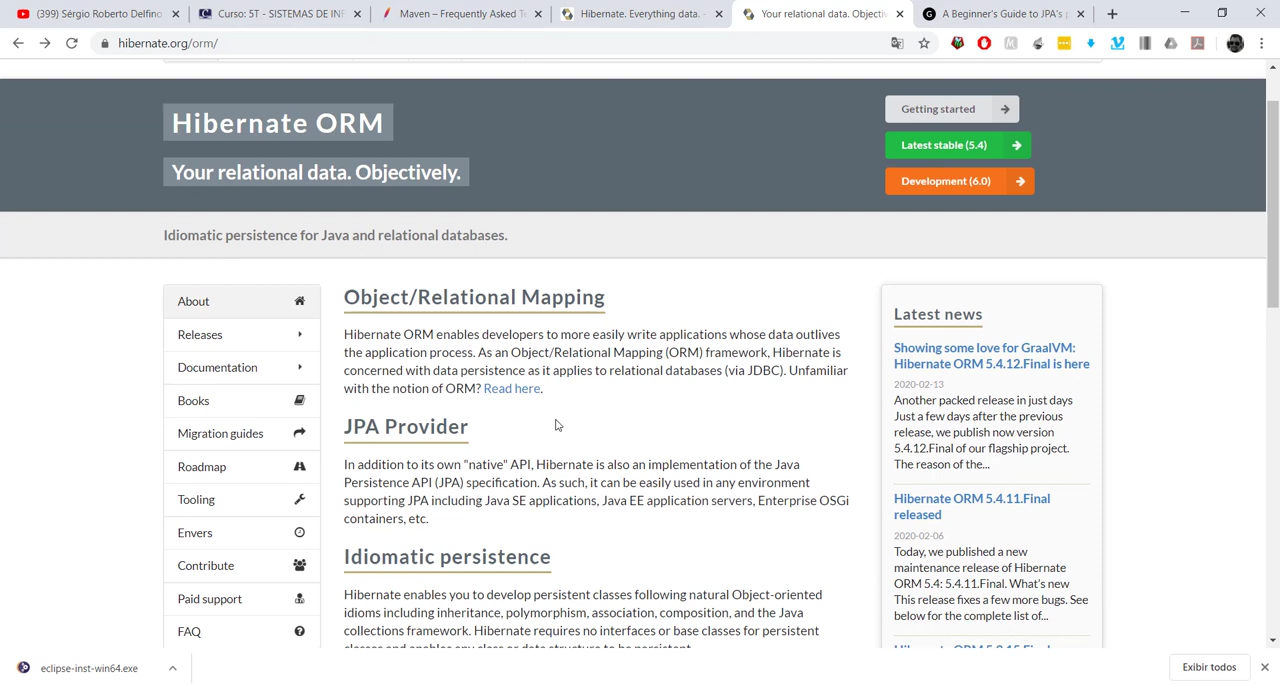 (399) Sérgio Roberto Delfino
Curso: 5T - SISTEMAS DE INF
Maven – Frequently Asked Te
Hibernate. Everything data. -
Your relational data. Objectiv
A Beginner's Guide to JPA's p
hibernate.org/orm/
Hibernate ORM
Getting started
Latest stable (5.4)
Your relational data. Objectively.
Development (6.0)
Idiomatic persistence for Java and relational databases.
About
Releases
Documentation
Books
Migration guides
Roadmap
Tooling
Envers
Contribute
Paid support
FAQ
Object/Relational Mapping
Hibernate ORM enables developers to more easily write applications whose data outlives
the application process. As an Object/Relational Mapping (ORM) framework, Hibernate is
concerned with data persistence as it applies to relational databases (via JDBC). Unfamiliar
with the notion of ORM? Read here.
JPA Provider
In addition to its own "native" API, Hibernate is also an implementation of the Java
Persistence API (JPA) specification. As such, it can be easily used in any environment
supporting JPA including Java SE applications, Java EE application servers, Enterprise OSGi
containers, etc.
Idiomatic persistence
Hibernate enables you to develop persistent classes following natural Object-oriented
idioms including inheritance, polymorphism, association, composition, and the Java
collections framework. Hibernate requires no interfaces or base classes for persistent
classes and enables any class or data structure to be persistent.
Latest news
Showing some love for GraalVM:
Hibernate ORM 5.4.12.Final is here
2020-02-13
Another packed release in just days
Just a few days after the previous
release, we publish now version
5.4.12.Final of our flagship project.
The reason of the...
Hibernate ORM 5.4.11.Final
released
2020-02-06
Today, we published a new
maintenance release of Hibernate
ORM 5.4: 5.4.11.Final. What's new
This release fixes a few more bugs. See
below for the complete list of...
eclipse-inst-win64.exe
Exibir todos